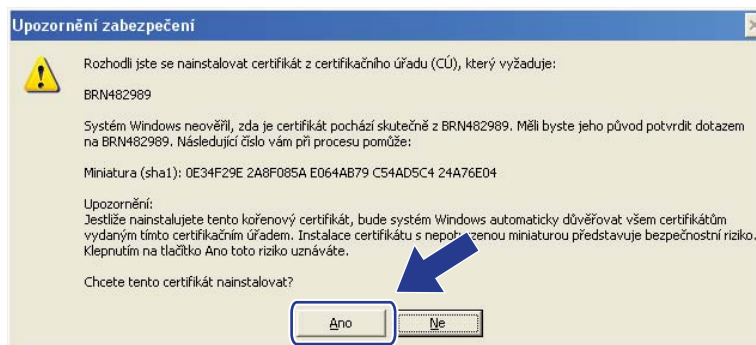 Upozornění zabezpečení
Rozhodli jste se nainstalovat certifikát z certifikačního úřadu (CÚ), který vyžaduje:
BRN482989
Systém Windows neověřil, zda je certifikát pochází skutečně z BRN482989. Měli byste jeho původ potvrdit dotazem
na BRN482989. Následující číslo vám při procesu pomůže:
Miniatura (sha1): 0E34F29E 2A8F085A E064AB79 C54AD5C4 24A76E04
Upozornění:
Jestliže nainstalujete tento kořenový certifikát, bude systém Windows automaticky důvěřovat všem certifikátům
vydaným tímto certifikačním úřadem. Instalace certifikátu s nepotvrzenou miniaturou představuje bezpečnostní riziko.
Klepnutím na tlačítko Ano toto riziko uznáváte.
Chcete tento certifikát nainstalovat?
Ano
Ne